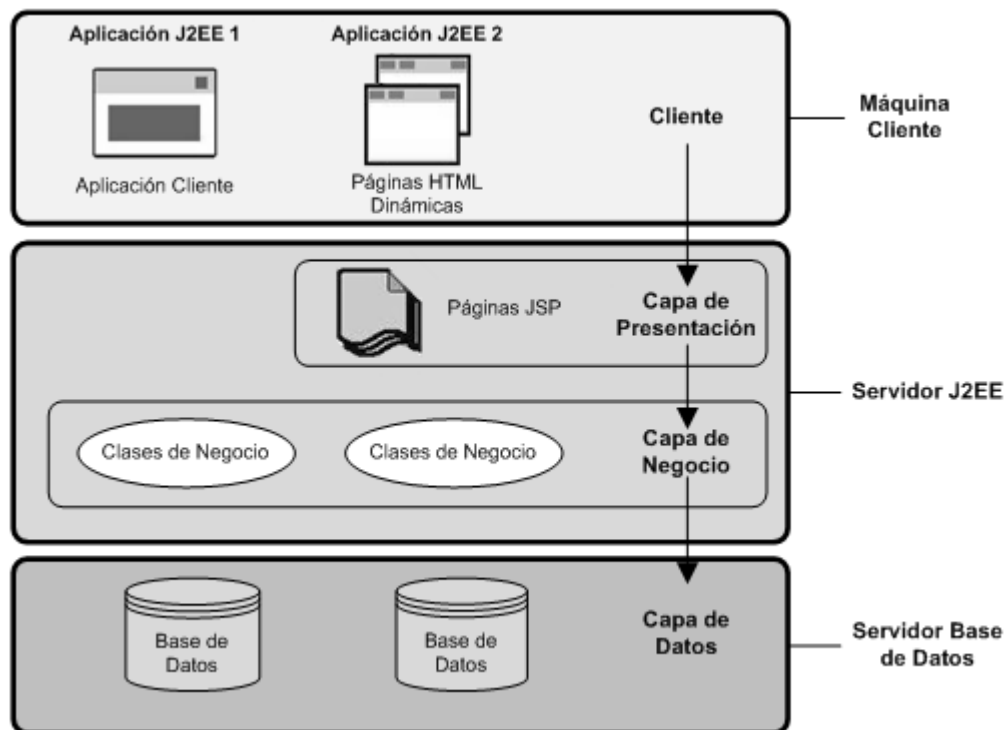 Aplicación J2EE 1
Aplicación J2EE 2
Aplicación Cliente
Páginas HTML
Dinámicas
Cliente
Máquina
Cliente
Páginas JSP
Capa de
Presentación
Servidor J2EE
Clases de Negocio
Clases de Negocio
Capa de
Negocio
Base de
Datos
Base de
Datos
Capa de
Datos
Servidor Base
de Datos